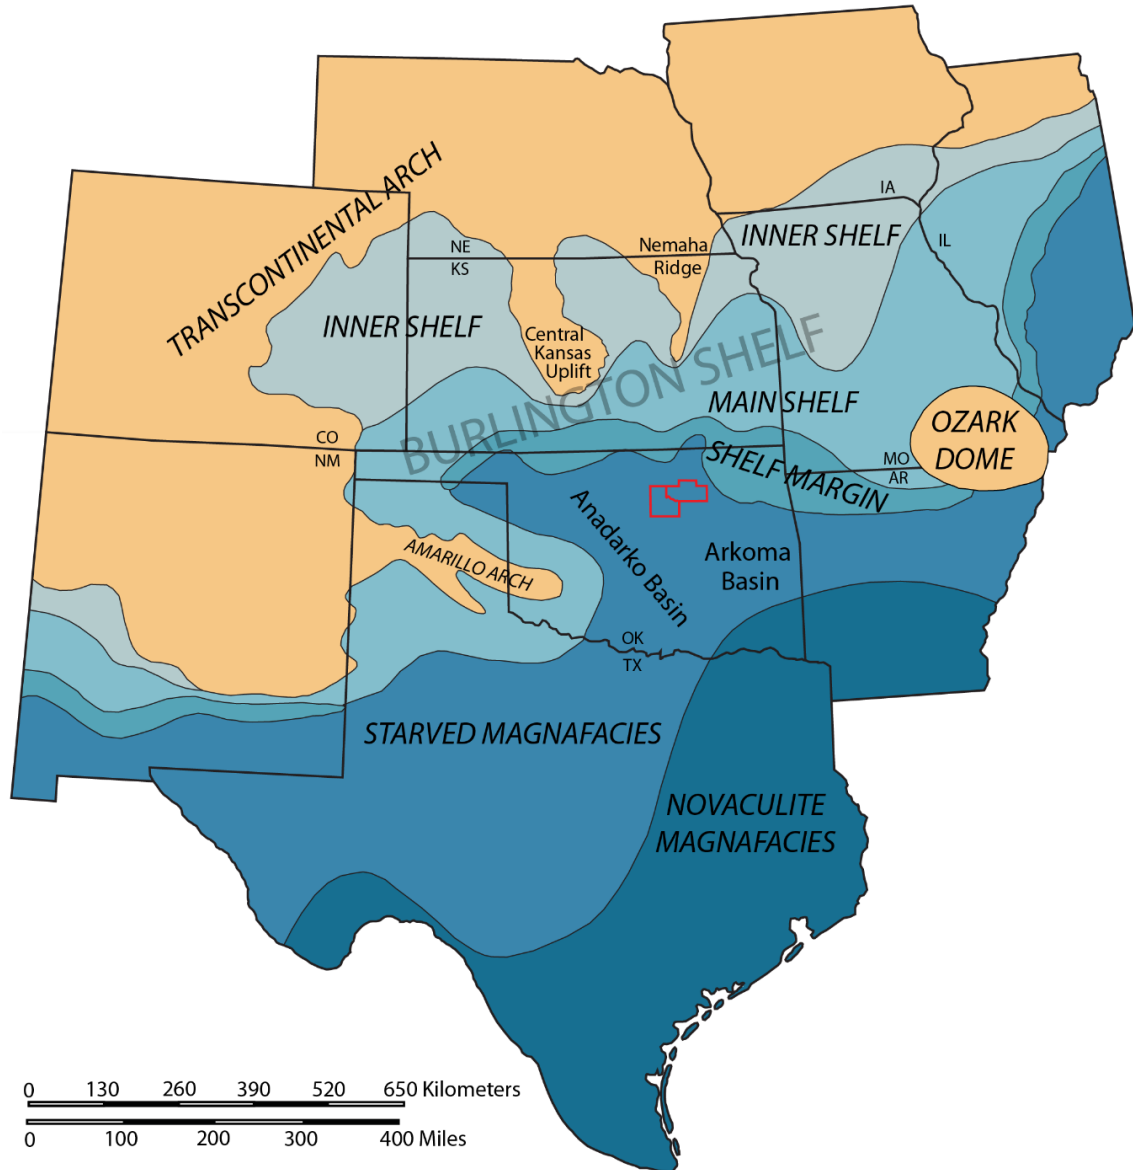 TRANSCONTINENTAL ARCH
IA
INNER SHELF
IL
NE
KS
Nemaha
Ridge
INNER SHELF
Central
Kansas
Uplift
BURLINGTON SHELF
MAIN SHELF
OZARK
DOME
CO
NM
SHELF MARGIN
MO
AR
Anadarko Basin
Arkoma
Basin
AMARILLO ARCH
OK
TX
STARVED MAGNAFACIES
NOVACULITE
MAGNAFACIES
0 130 260 390 520 650 Kilometers
0 100 200 300 400 Miles